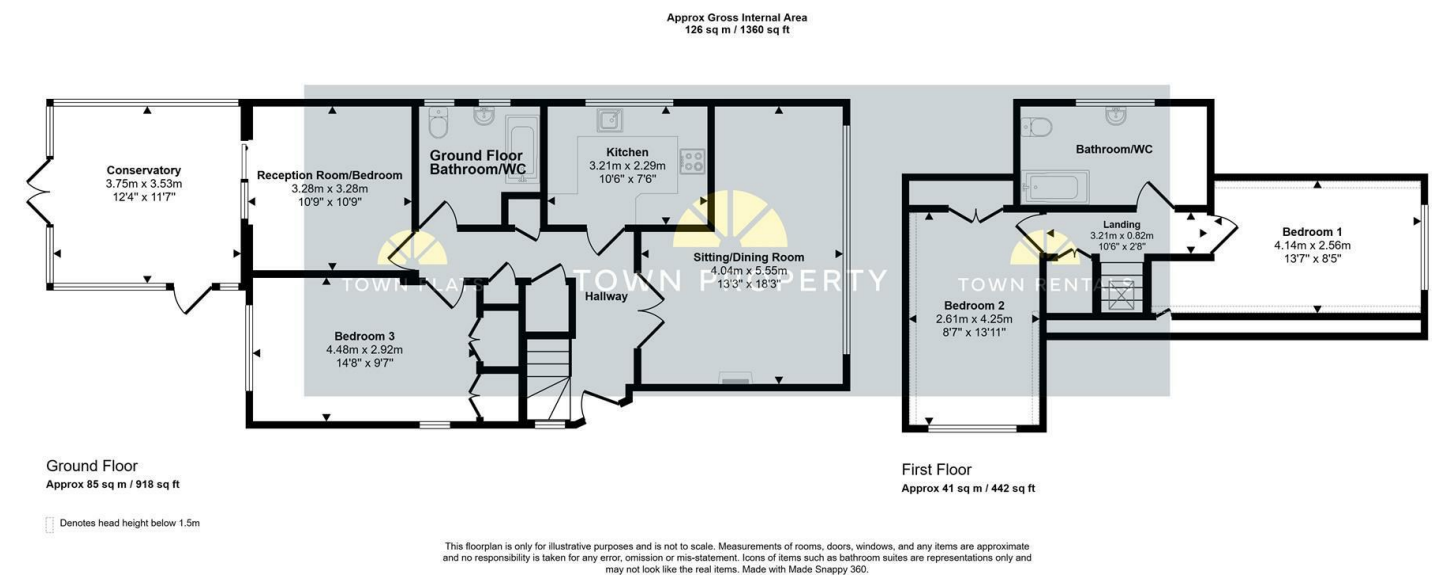 Approx Gross Internal Area
126 sq m / 1360 sq ft
Conservatory
3.75m x 3.53m
12'4" x 11'7"
Reception Room/Bedroom
3.28m x 3.28m
10'9" x 10'9"
Ground Floor
Bathroom/WC
Kitchen
3.21m x 2.29m
10'6" x 7'6"
Sitting/Dining Room
4.04m x 5.55m
13'3" x 18'3"
Hallway
Bedroom 3
4.48m x 2.92m
14'8" x 9'7"
TOWN FLATS
TOWN PROPERTY
TOWN RENTALS
Bathroom/WC
Landing
3.21m x 0.82m
10'6" x 2'8"
Bedroom 1
4.14m x 2.56m
13'7" x 8'5"
Bedroom 2
2.61m x 4.25m
8'7" x 13'11"
Ground Floor
Approx 85 sq m / 918 sq ft
First Floor
Approx 41 sq m / 442 sq ft
Denotes head height below 1.5m
This floorplan is only for illustrative purposes and is not to scale. Measurements of rooms, doors, windows, and any items are approximate
and no responsibility is taken for any error, omission or mis-statement. Icons of items such as bathroom suites are representations only and
may not look like the real items. Made with Made Snappy 360.